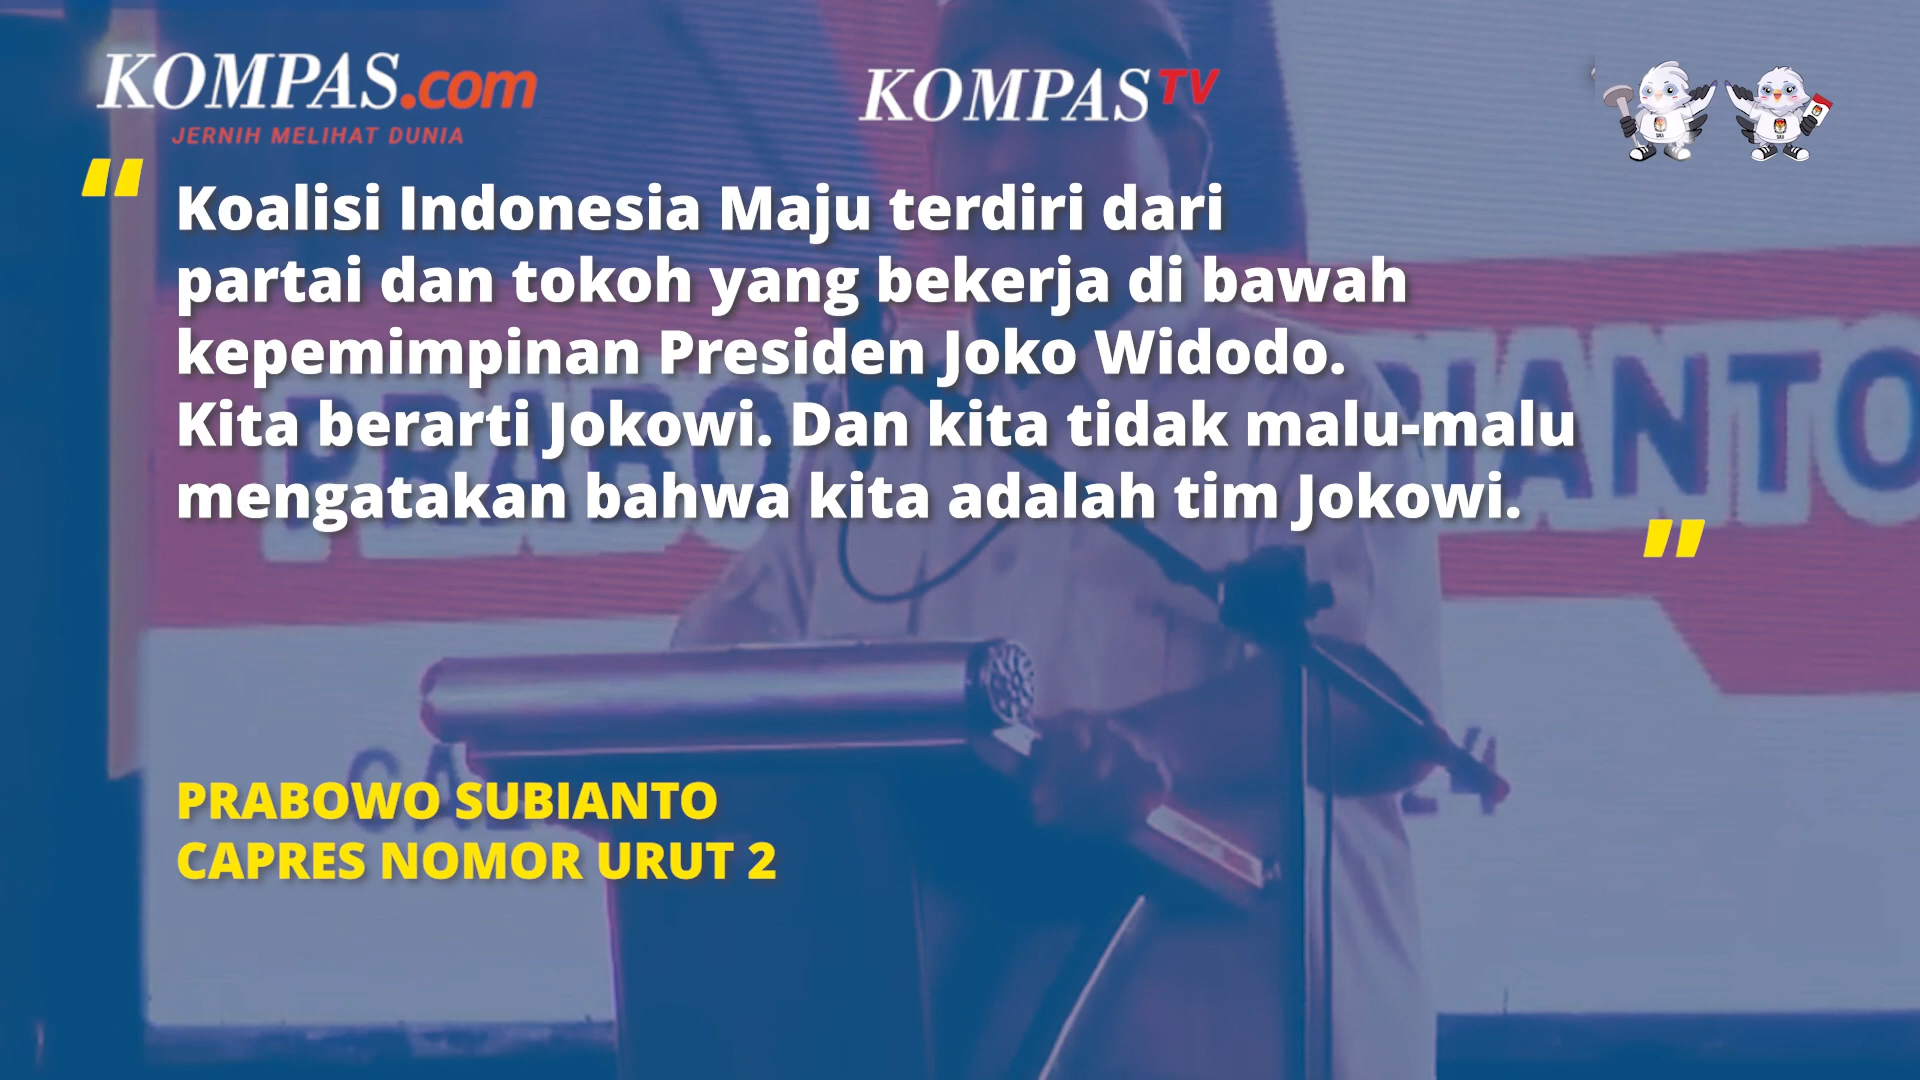 KOMPAS.com
JERNIH MELIHAT DUNIA
KOMPAS TV
“
Koalisi Indonesia Maju terdiri dari
partai dan tokoh yang bekerja di bawah
kepemimpinan Presiden Joko Widodo.
Kita berarti Jokowi. Dan kita tidak malu-malu
mengatakan bahwa kita adalah tim Jokowi.
”
PRABOWO SUBIANTO
CAPRES NOMOR URUT 2